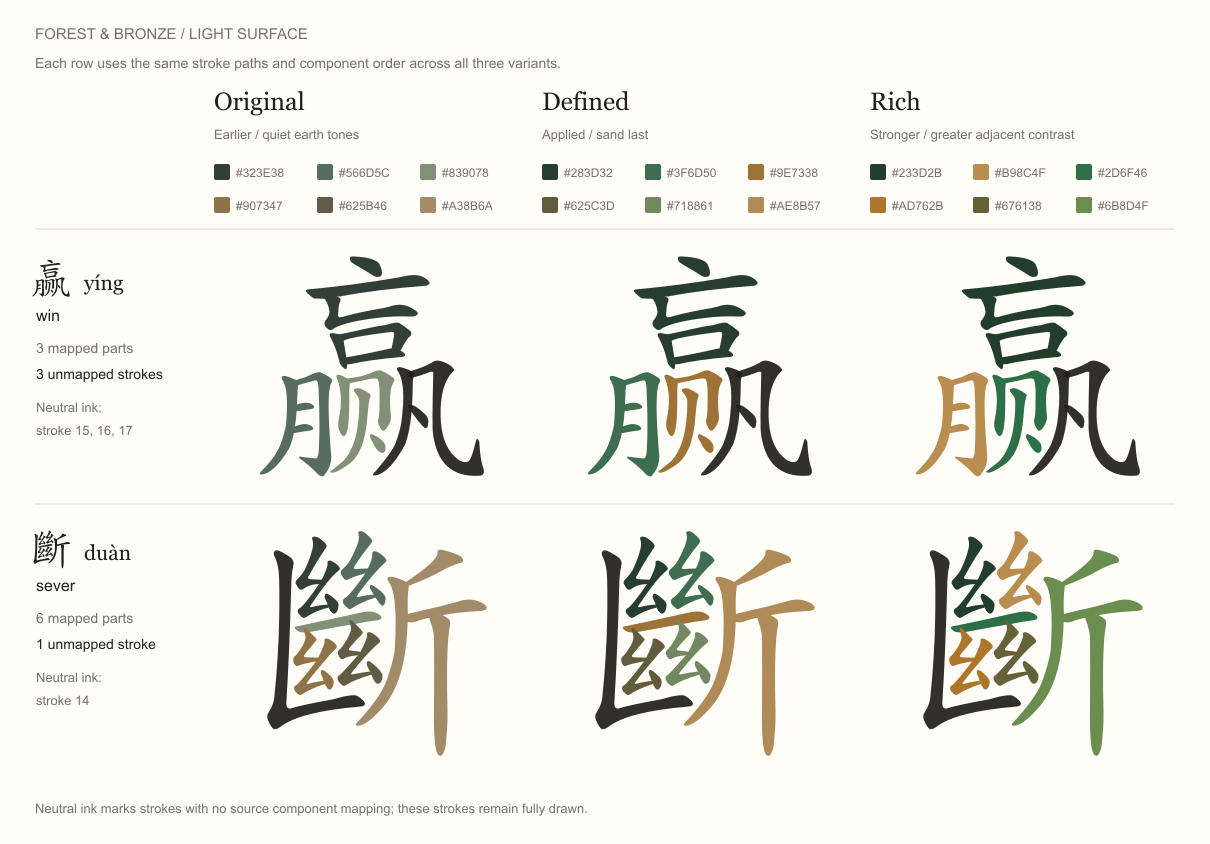 FOREST & BRONZE / LIGHT SURFACE
Each row uses the same stroke paths and component order across all three variants.
Original
Defined
Rich
Earlier / quiet earth tones
Applied / sand last
Stronger / greater adjacent contrast
#323E38 #566D5C #839078 #283D32 #3F6D50 #9E7338 #233D2B #B98C4F #2D6F46
#907347 #625B46 #A38B6A #625C3D #718861 #AE8B57 #AD762B #676138 #6B8D4F
赢 yíng
win
3 mapped parts
3 unmapped strokes
Neutral ink:
stroke 15, 16, 17
赢 赢 赢
斷 duàn
sever
6 mapped parts
1 unmapped stroke
Neutral ink:
stroke 14
斷 斷 斷
Neutral ink marks strokes with no source component mapping; these strokes remain fully drawn.